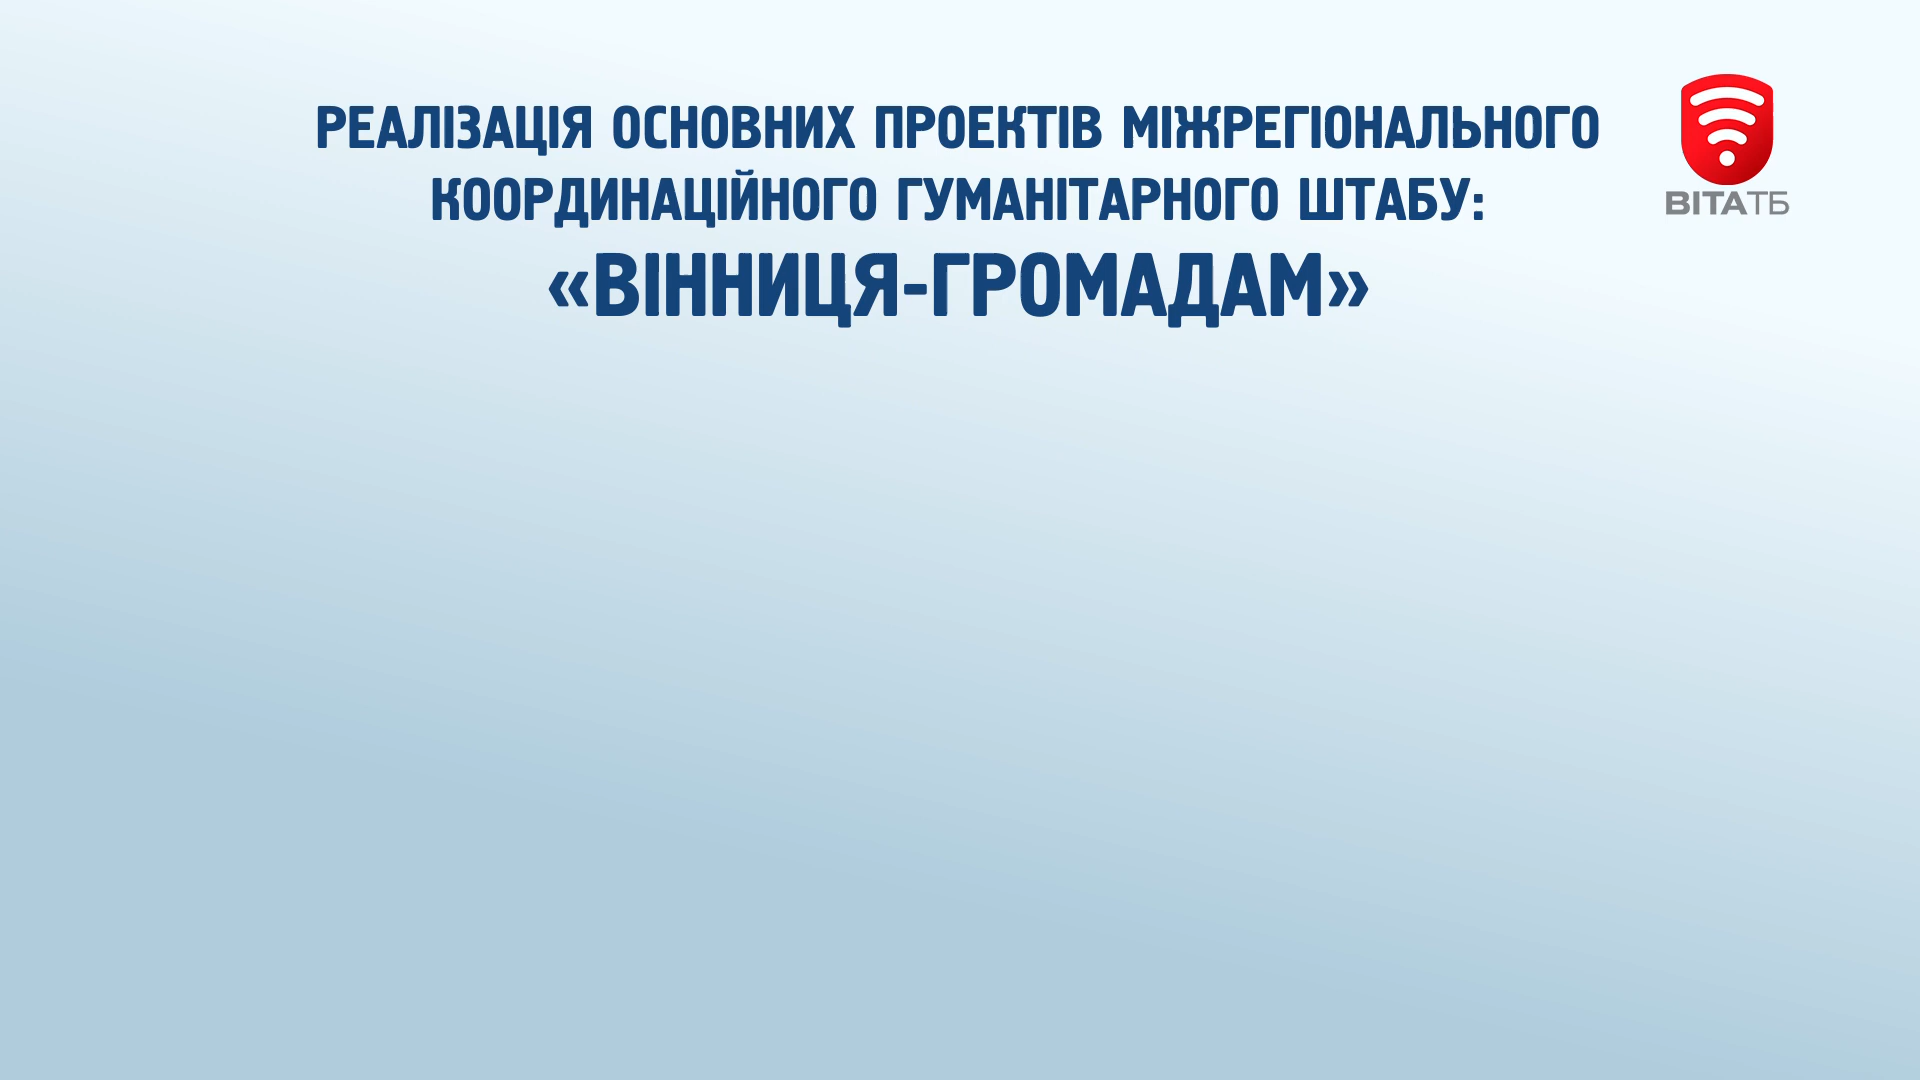 РЕАЛІЗАЦІЯ ОСНОВНИХ ПРОЕКТІВ МІЖРЕГІОНАЛЬНОГО
КООРДИНАЦІЙНОГО ГУМАНІТАРНОГО ШТАБУ:
«ВІННИЦЯ-ГРОМАДАМ»
ВІТАТБ